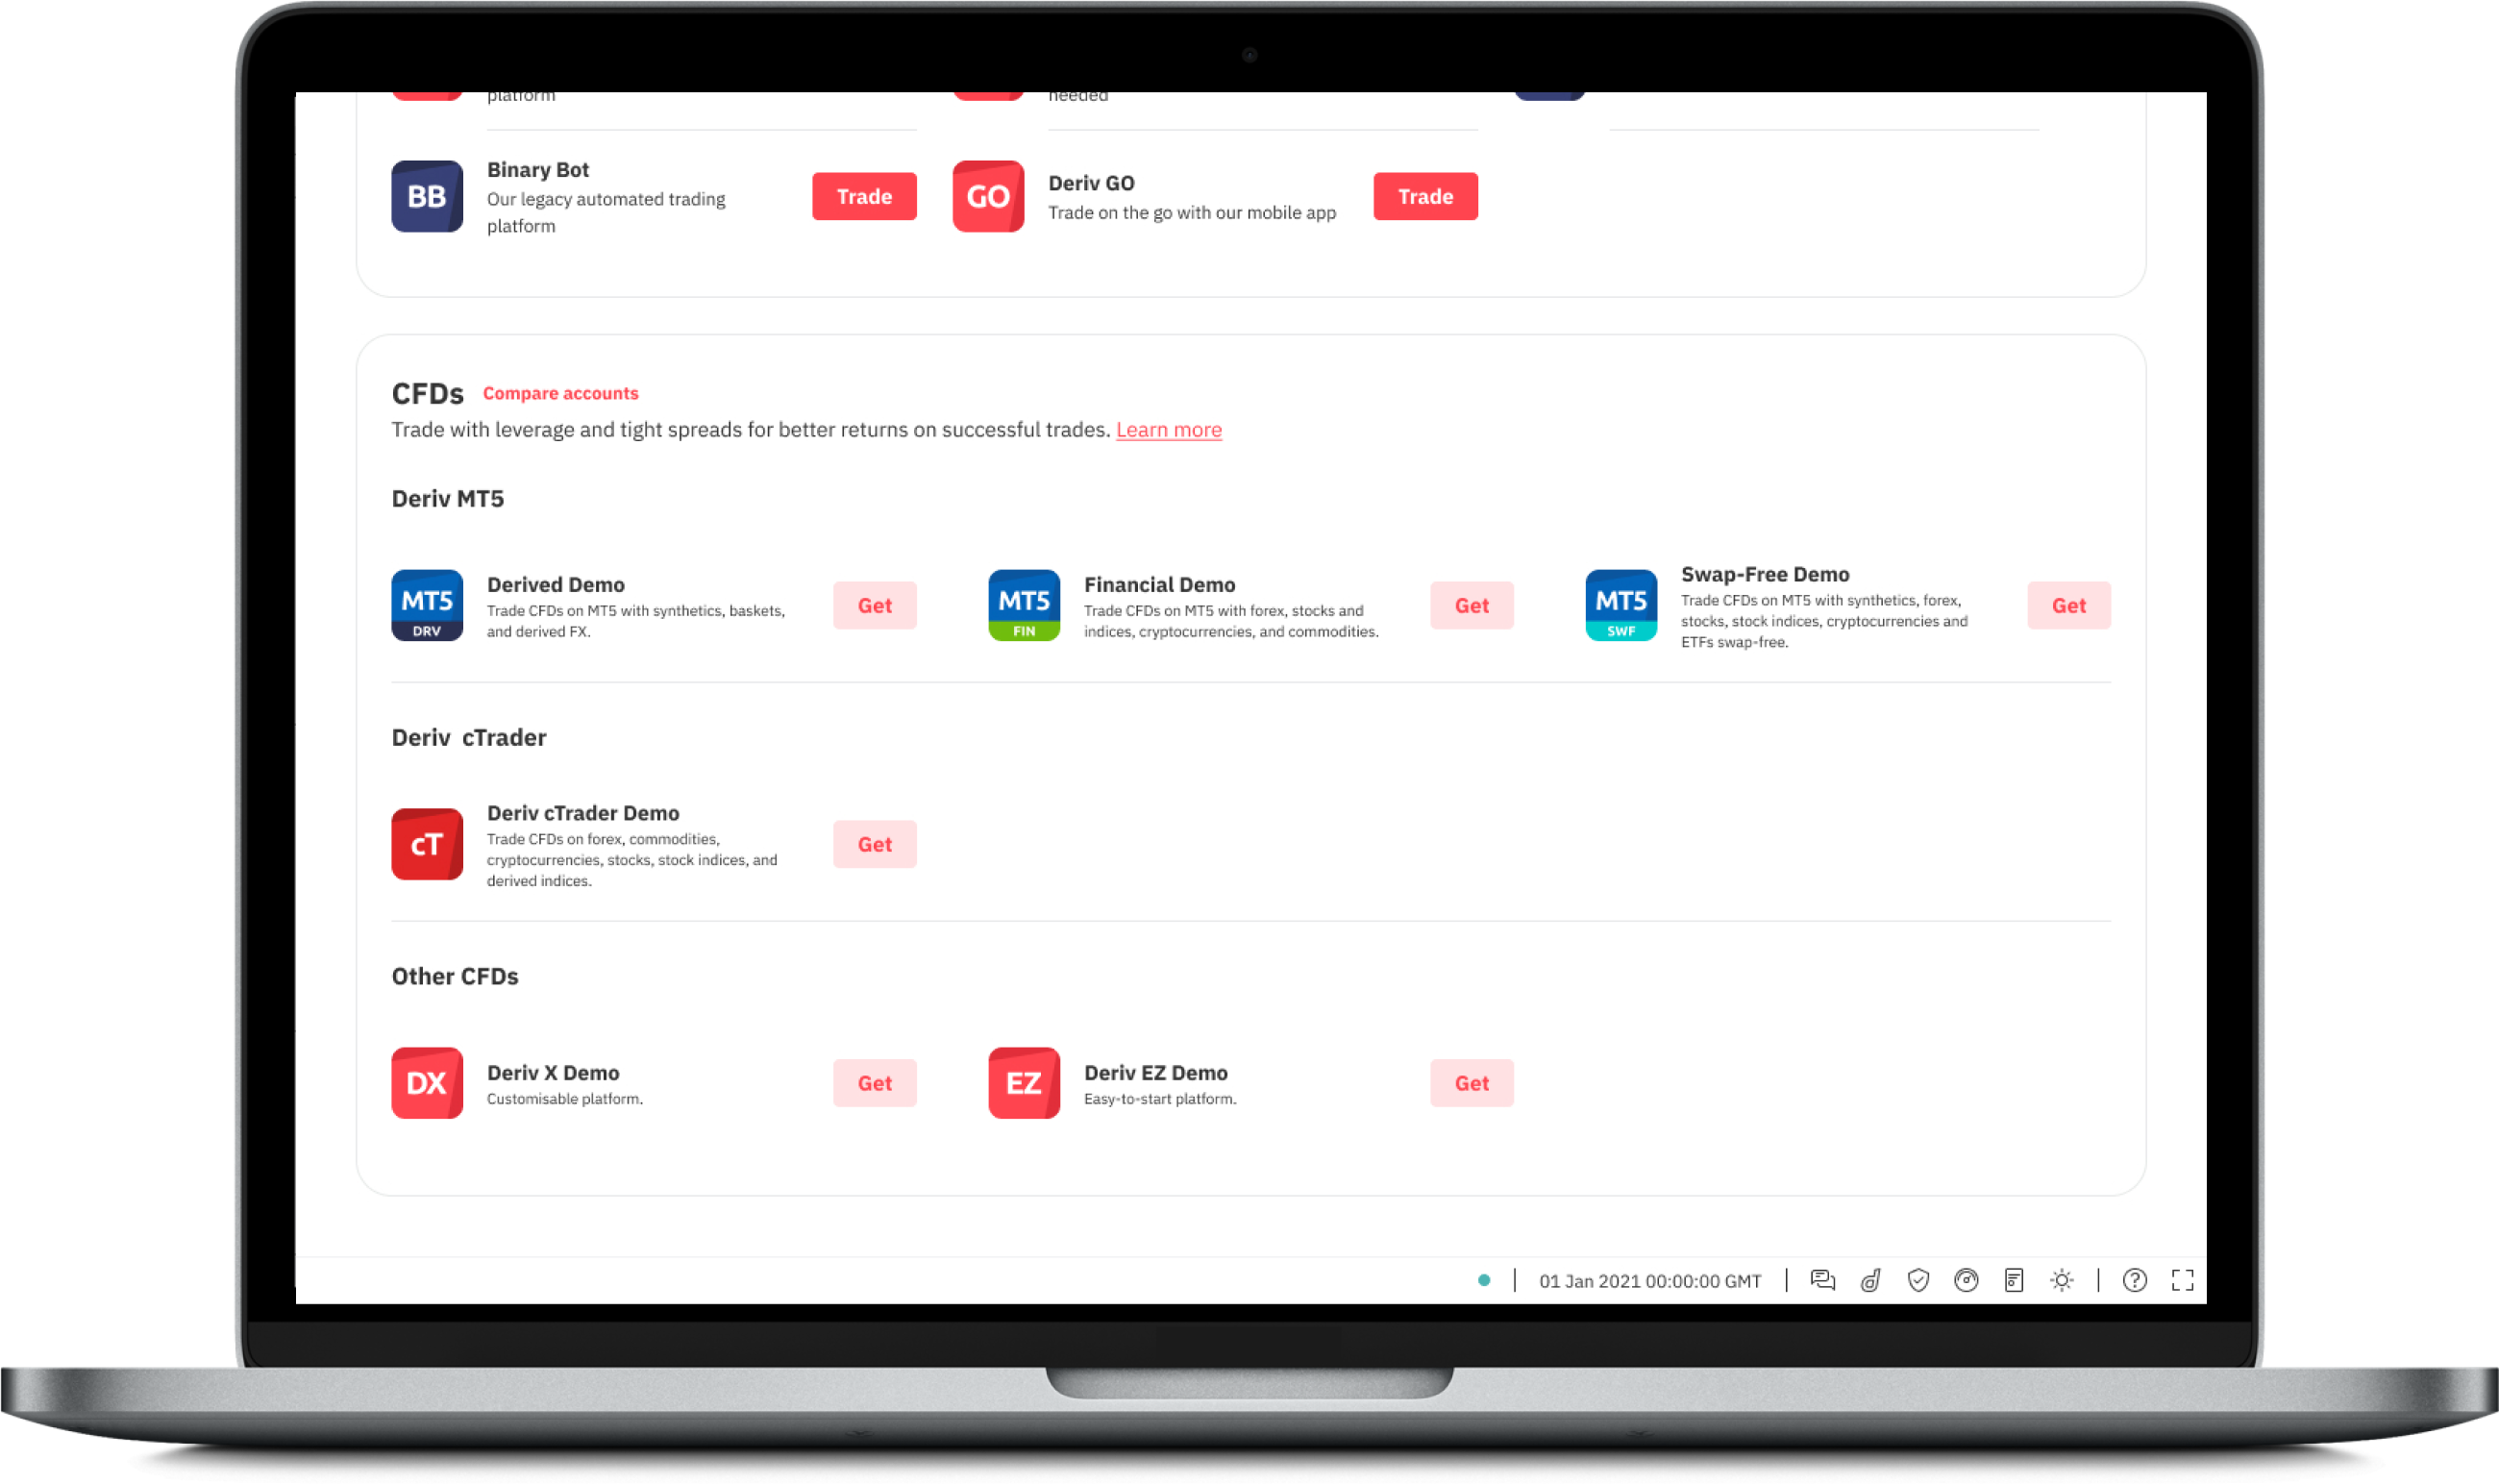 platform
needed
BB
Binary Bot
Our legacy automated trading
platform
Trade
GO
Deriv GO
Trade on the go with our mobile app
Trade
CFDs Compare accounts
Trade with leverage and tight spreads for better returns on successful trades. Learn more
Deriv MT5
MT5
DRV
Derived Demo
Trade CFDs on MT5 with synthetics, baskets,
and derived FX.
Get
MT5
FIN
Financial Demo
Trade CFDs on MT5 with forex, stocks and
indices, cryptocurrencies, and commodities.
Get
MT5
SWF
Swap-Free Demo
Trade CFDs on MT5 with synthetics, forex,
stocks, stock indices, cryptocurrencies and
ETFs swap-free.
Get
Deriv cTrader
cT
Deriv cTrader Demo
Trade CFDs on forex, commodities,
cryptocurrencies, stocks, stock indices, and
derived indices.
Get
Other CFDs
DX
Deriv X Demo
Customisable platform.
Get
EZ
Deriv EZ Demo
Easy-to-start platform.
Get
01 Jan 2021 00:00:00 GMT